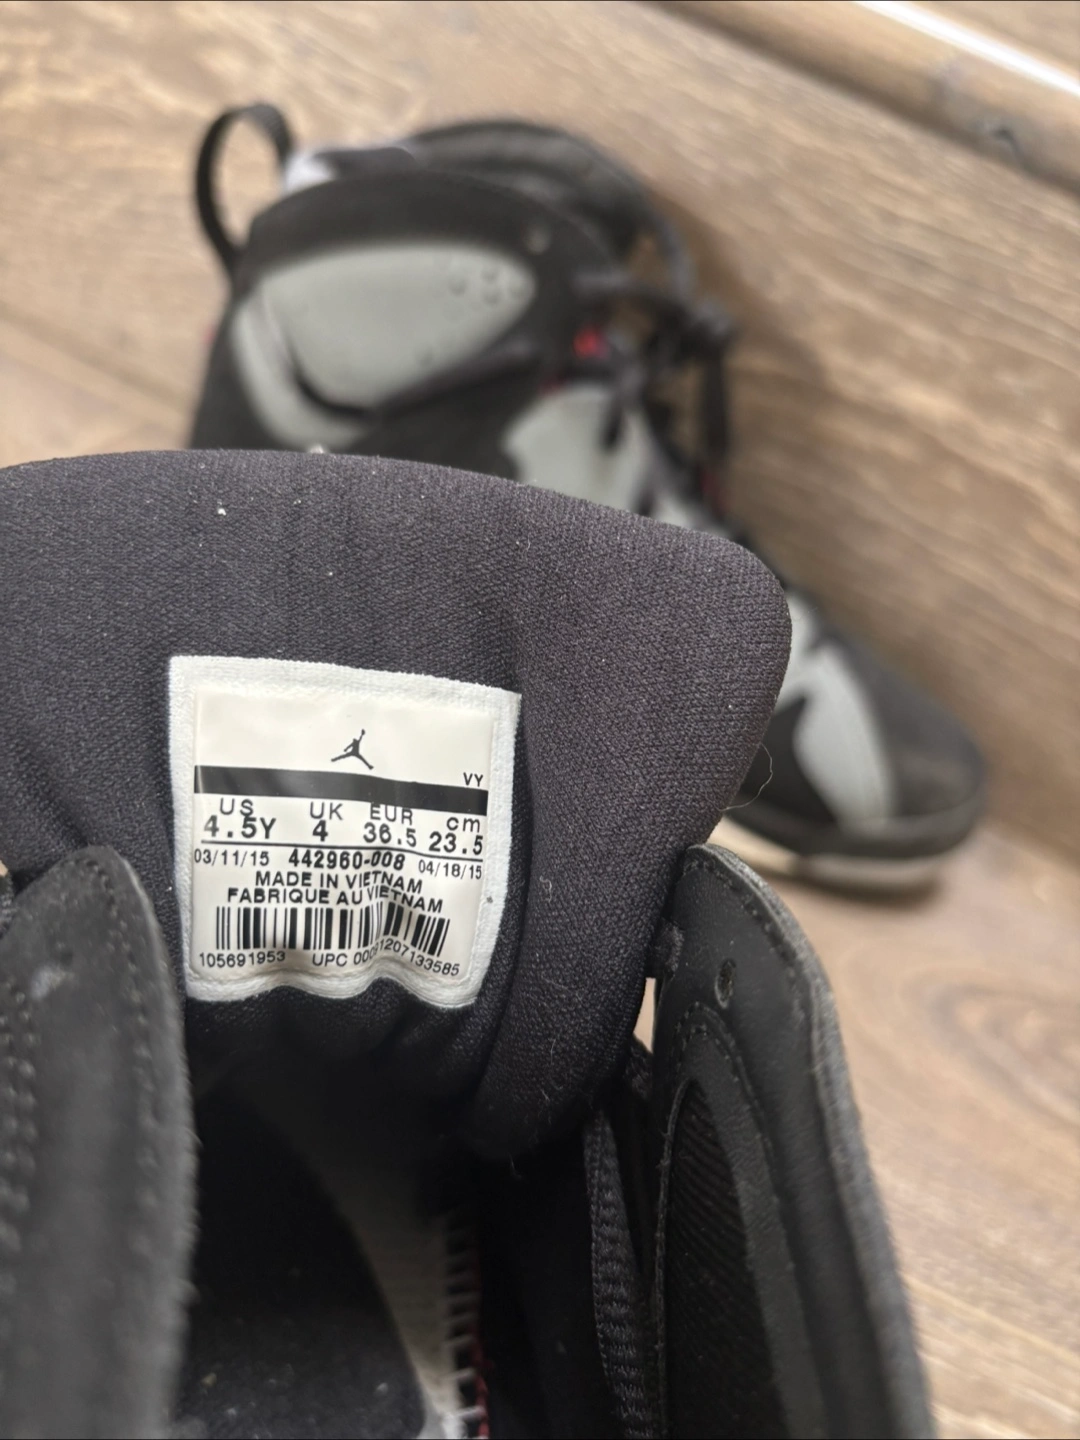 VY
US UK EUR cm
4.5Y 4 36.5 23.5
03/11/15 442960-008 04/18/15
MADE IN VIETNAM
FABRIQUE AU VIETNAM
105691953 UPC 00091207133585